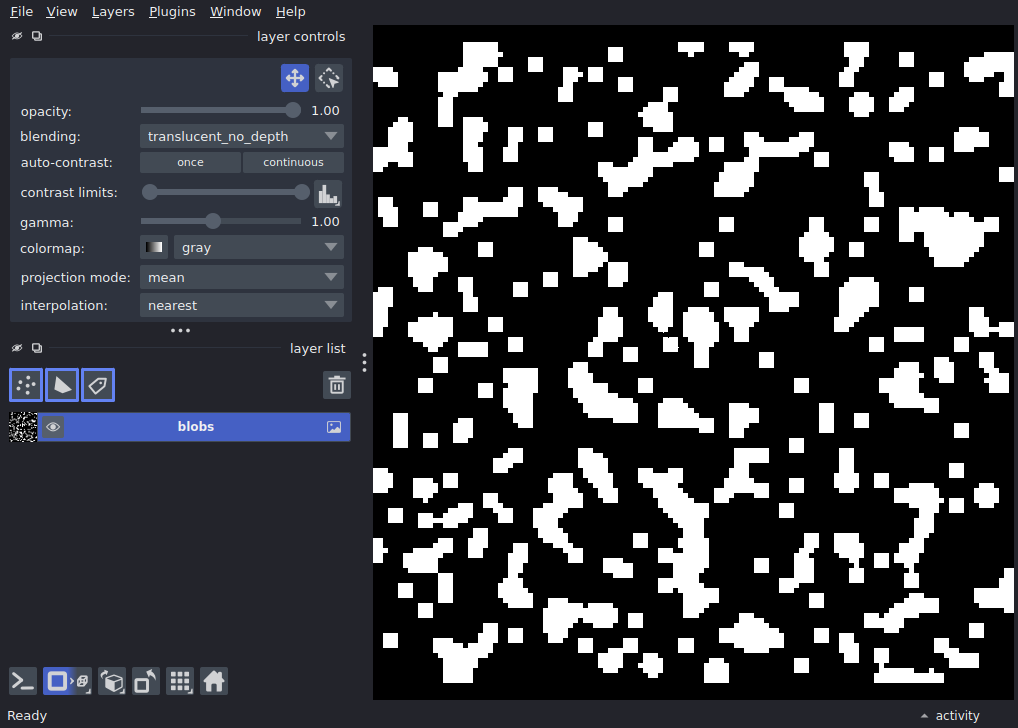 File View Layers Plugins Window Help
layer controls
opacity: 1.00
blending: translucent_no_depth
auto-contrast: once continuous
contrast limits:
gamma: 1.00
colormap: gray
projection mode: mean
interpolation: nearest
layer list
blobs
Ready activity